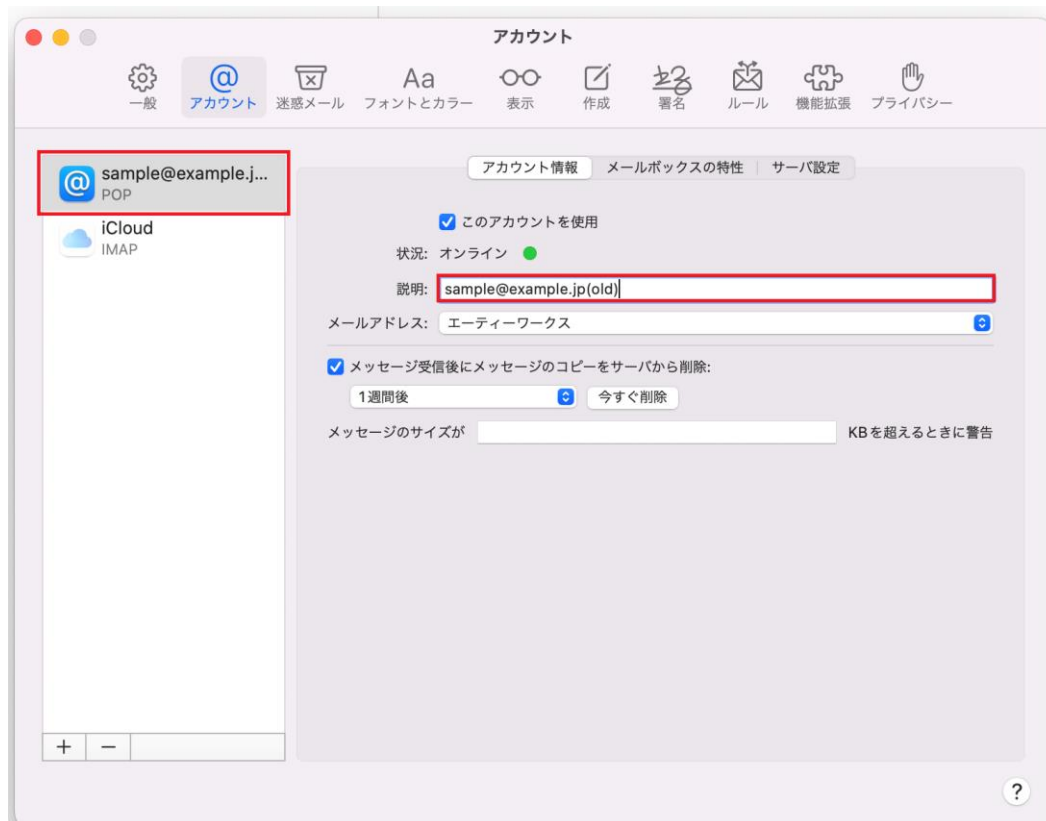 アカウント
一般 アカウント 迷惑メール フォントとカラー 表示 作成 署名 ルール 機能拡張 プライバシー
sample@example.j...
POP
iCloud
IMAP
アカウント情報 メールボックスの特性 サーバ設定
このアカウントを使用
状況: オンライン
説明: sample@example.jp(old)
メールアドレス: エーティーワークス
メッセージ受信後にメッセージのコピーをサーバから削除:
1週間後 今すぐ削除
メッセージのサイズが KBを超えるときに警告